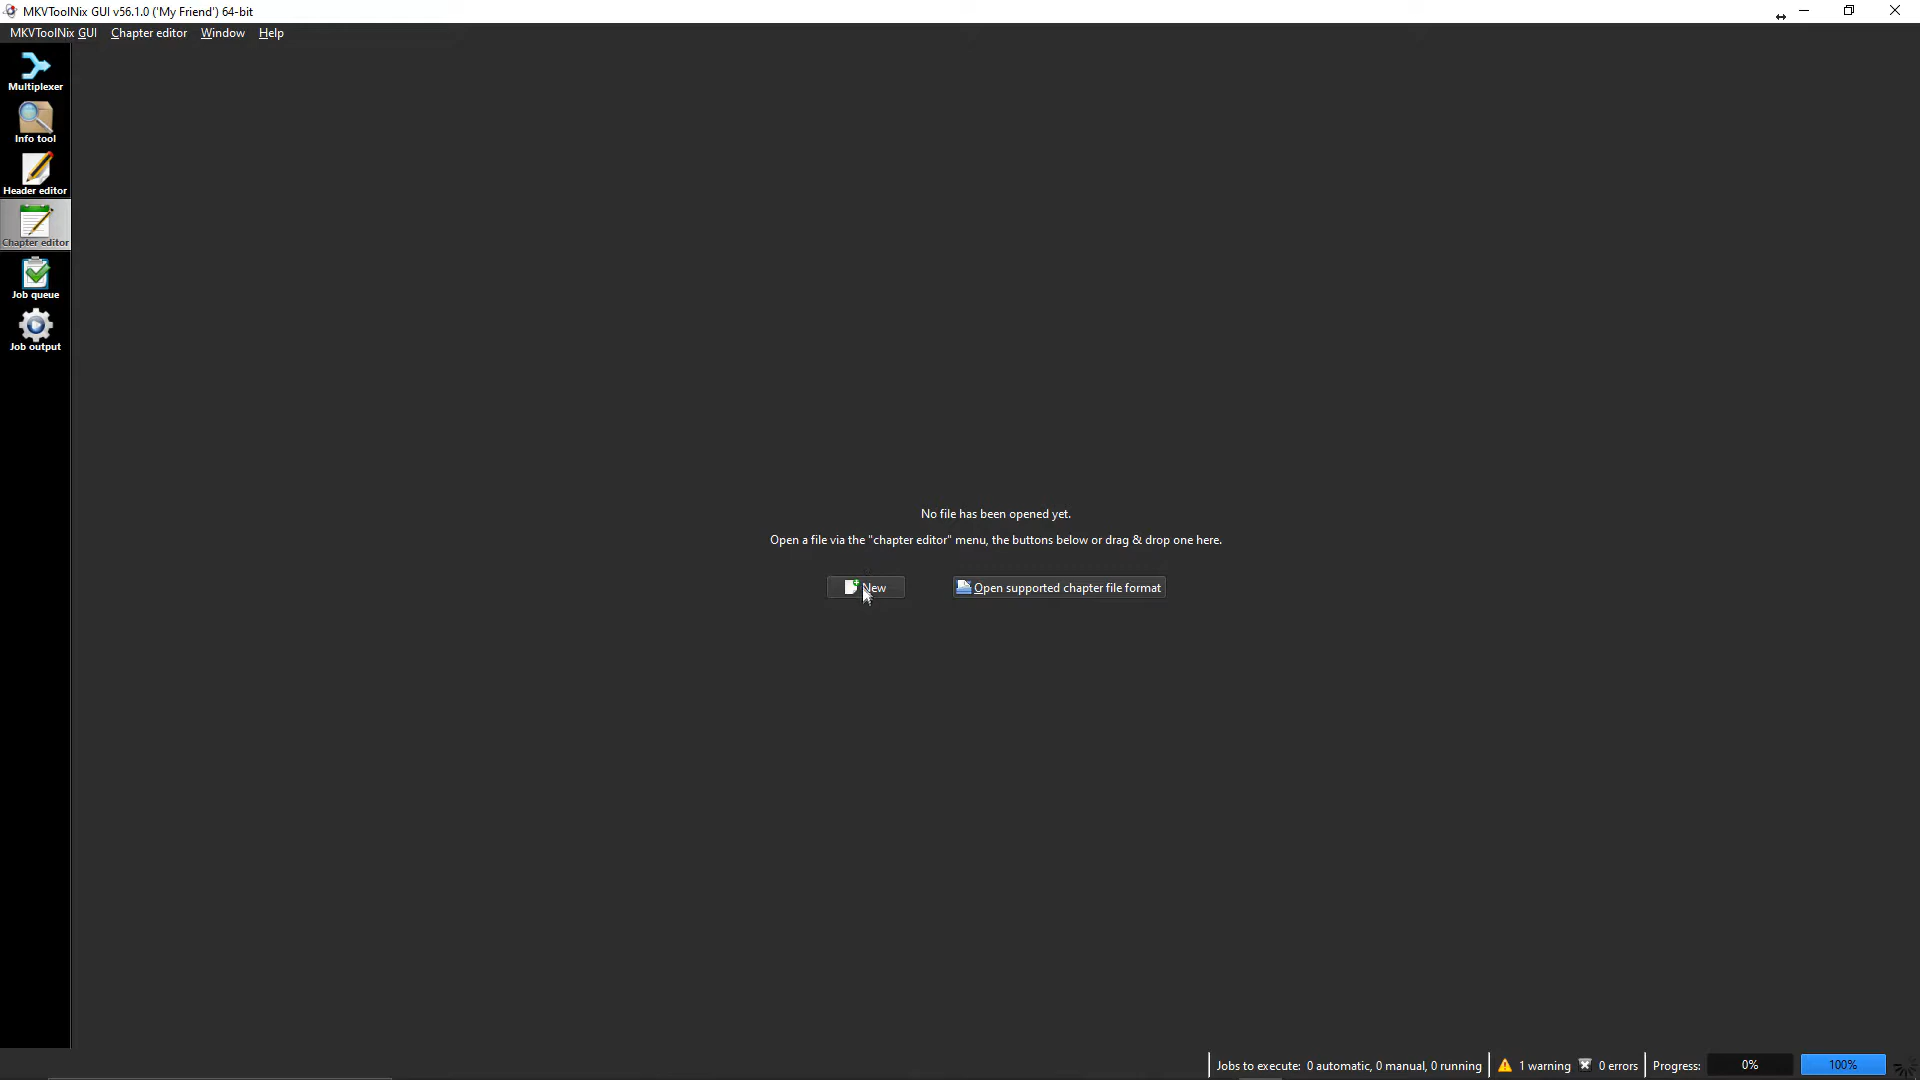 MKVToolNix GUI v56.1.0 ('My Friend') 64-bit
MKVToolNix GUI Chapter editor Window Help
Multiplexer
Info tool
Header editor
Chapter editor
Job queue
Job output
No file has been opened yet.
Open a file via the "chapter editor" menu, the buttons below or drag & drop one here.
New Open supported chapter file format
Jobs to execute: 0 automatic, 0 manual, 0 running 1 warning 0 errors Progress: 0% 100%